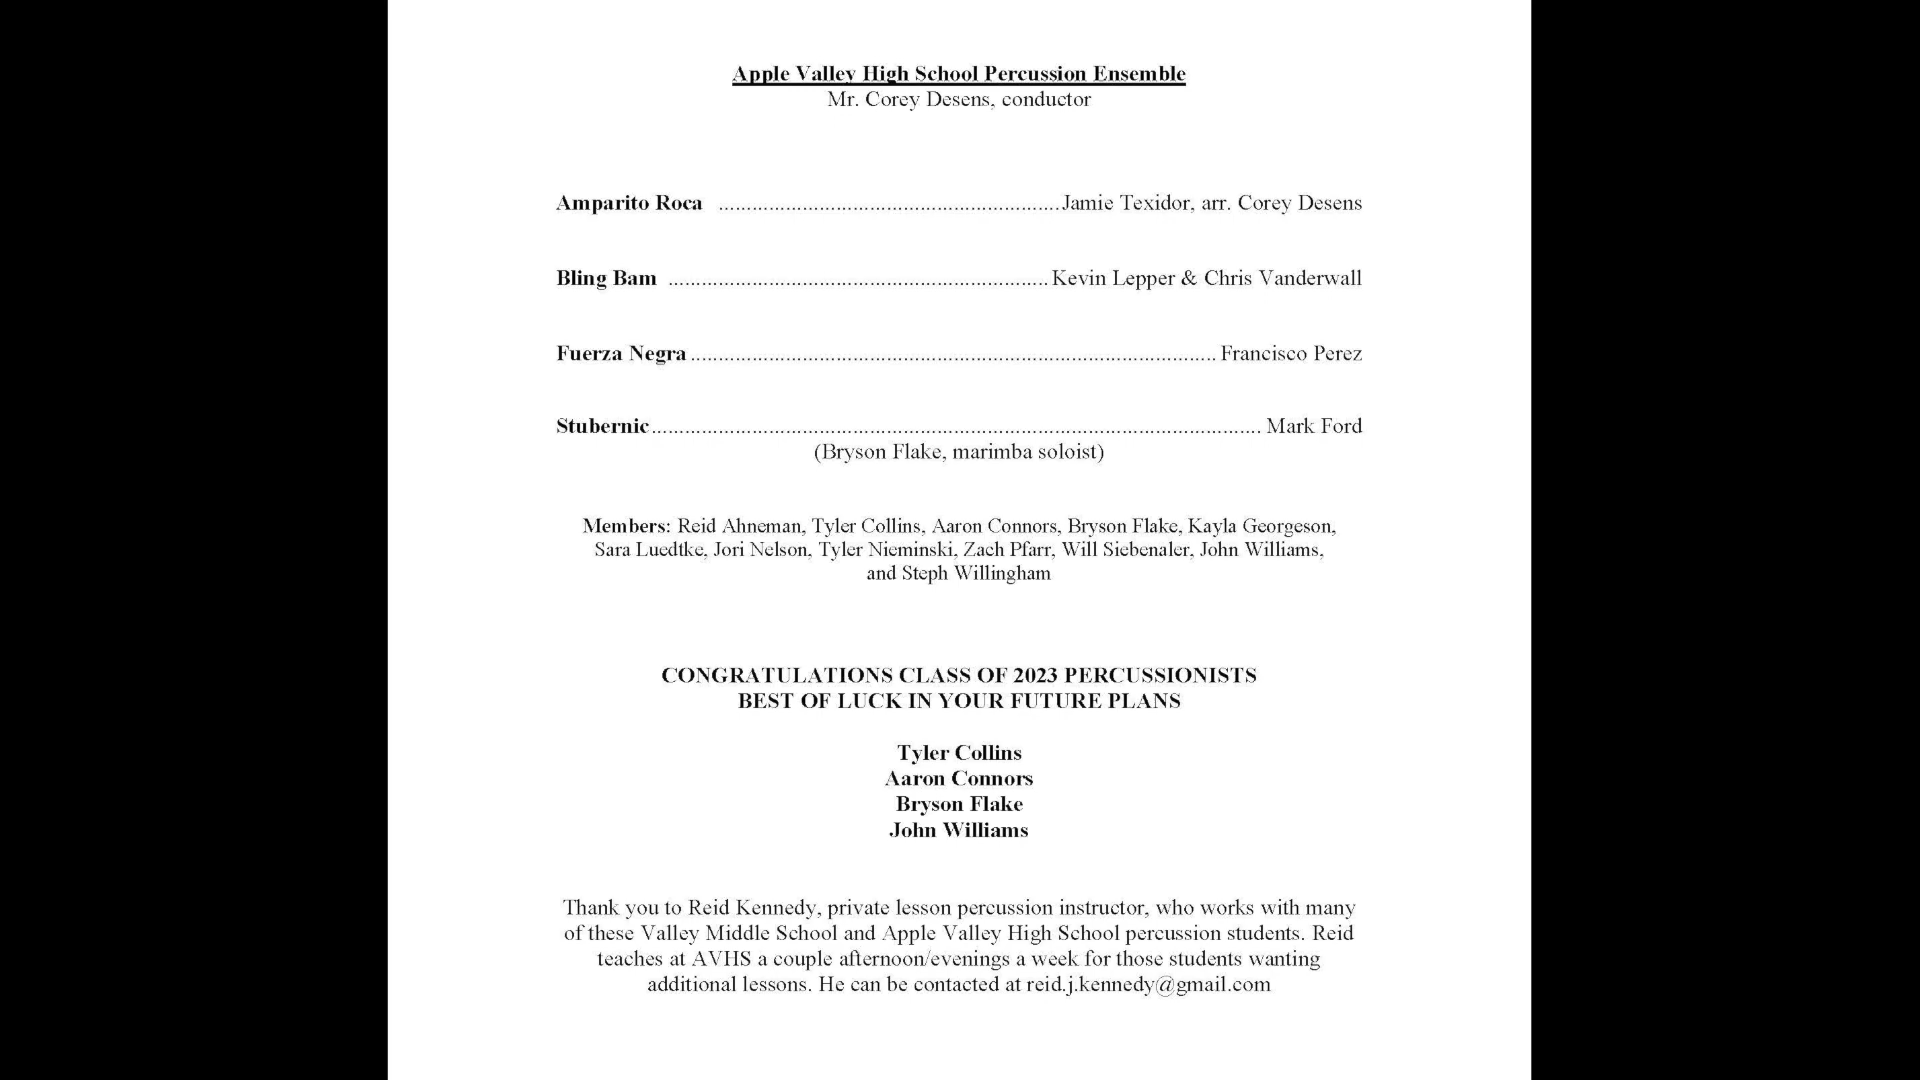 Apple Valley High School Percussion Ensemble
Mr. Corey Desens, conductor
Amparito Roca ............................................................. Jamie Texidor, arr. Corey Desens
Bling Bam .................................................................... Kevin Lepper & Chris Vanderwall
Fuerza Negra .............................................................................................. Francisco Perez
Stubernic ............................................................................................................. Mark Ford
(Bryson Flake, marimba soloist)
Members: Reid Ahneman, Tyler Collins, Aaron Connors, Bryson Flake, Kayla Georgeson,
Sara Luedtke, Jori Nelson, Tyler Nieminski, Zach Pfarr, Will Siebenaler, John Williams,
and Steph Willingham
CONGRATULATIONS CLASS OF 2023 PERCUSSIONISTS
BEST OF LUCK IN YOUR FUTURE PLANS
Tyler Collins
Aaron Connors
Bryson Flake
John Williams
Thank you to Reid Kennedy, private lesson percussion instructor, who works with many
of these Valley Middle School and Apple Valley High School percussion students. Reid
teaches at AVHS a couple afternoon/evenings a week for those students wanting
additional lessons. He can be contacted at reid.j.kennedy@gmail.com